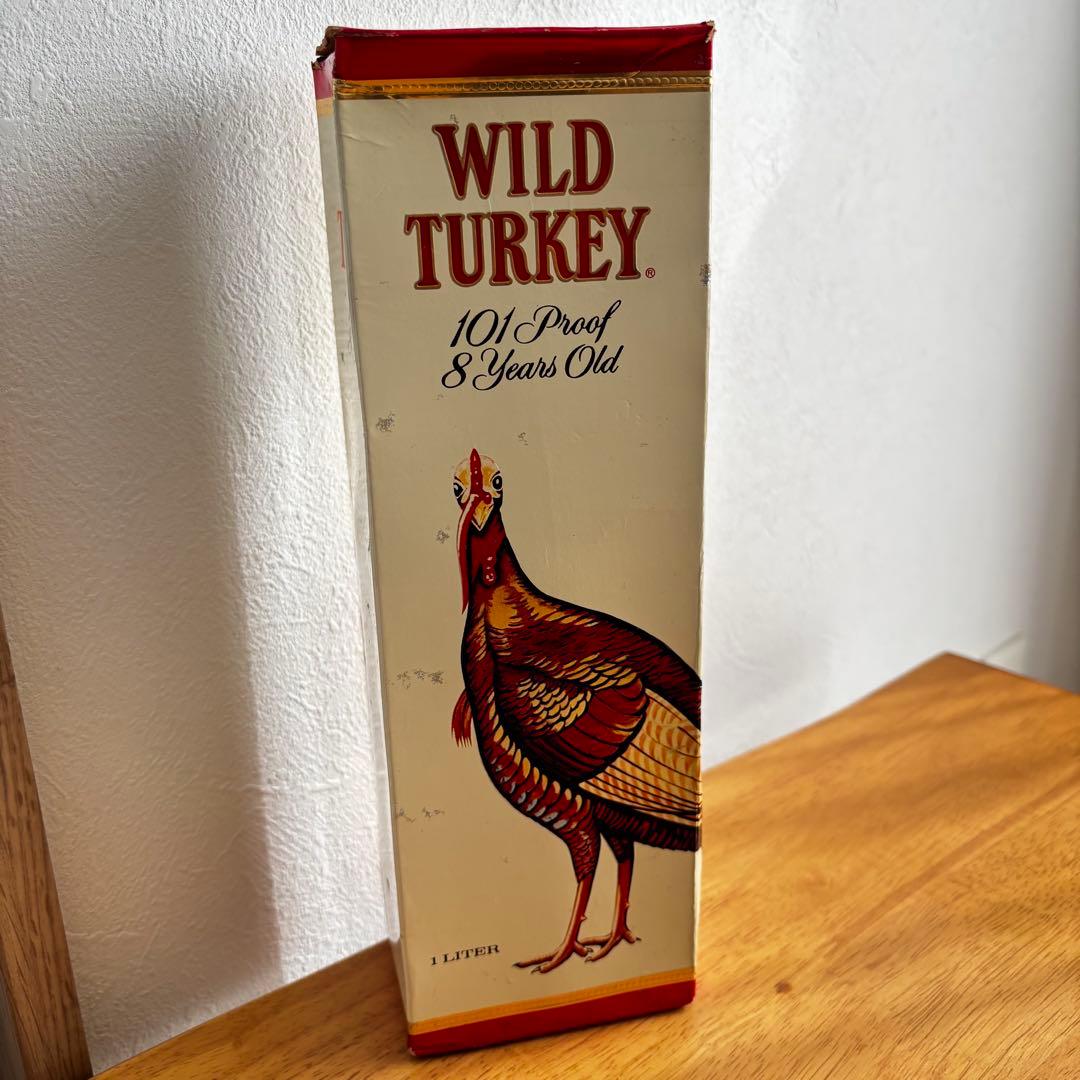 WILD
TURKEY®
101 Proof
8 Years Old
1 LITER